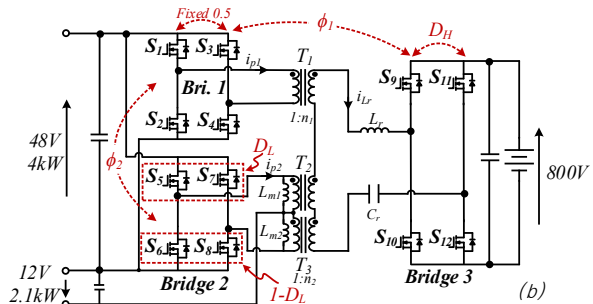 Fixed 0.5
ϕ1
DH
S1
S3
ip1
T1
S9
S11
Bri. 1
iLr
Lr
S2
S4
1:n1
48V
4kW
ϕ2
DL
ip2
T2
S5
S7
Lm1
800V
Cr
Lm2
S6
S8
S10
S12
T3
12V
1:n2
Bridge 2
Bridge 3
(b)
2.1kW
1-DL